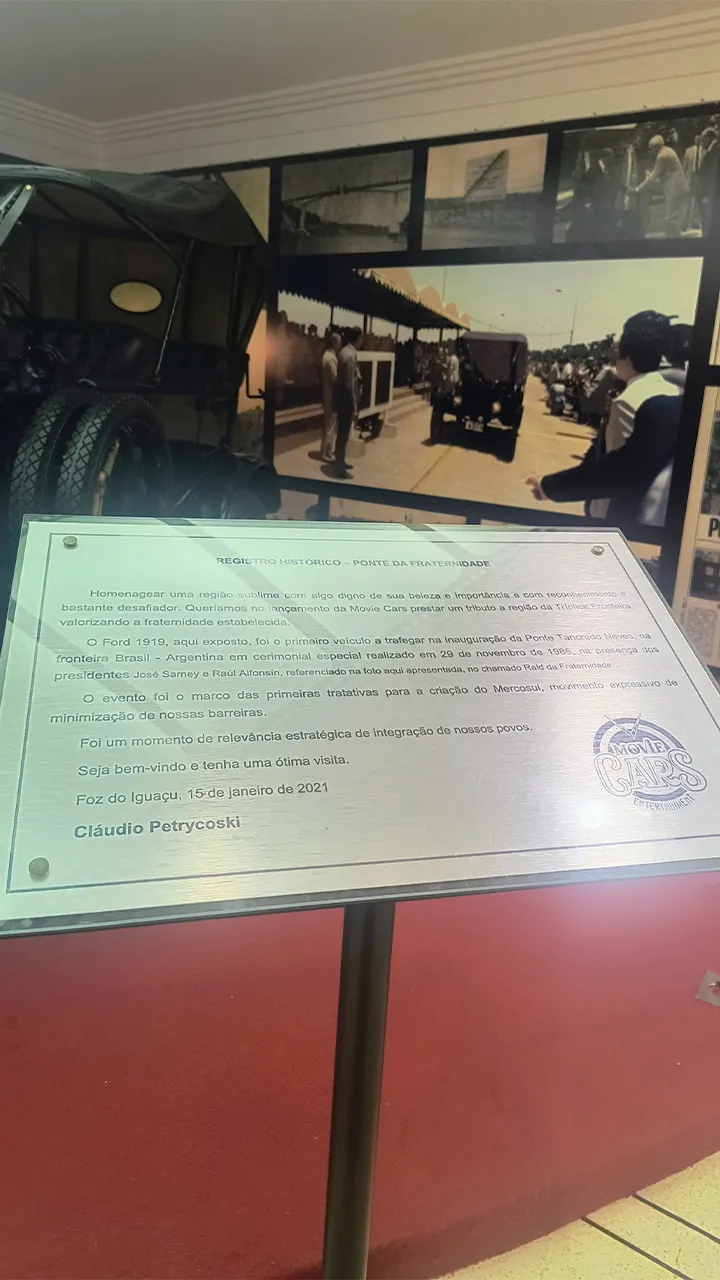 REGISTRO HISTÓRICO – PONTE DA FRATERNIDADE
Homenagear uma região sublime com algo digno de sua beleza e importância e com reconhecimento é
bastante desafiador. Queríamos no lançamento da Movie Cars prestar um tributo a região da Tríplice Fronteira,
valorizando a fraternidade estabelecida.
O Ford 1919, aqui exposto, foi o primeiro veículo a trafegar na inauguração da Ponte Tancredo Neves, na
fronteira Brasil - Argentina em cerimonial especial realizado em 29 de novembro de 1985, na presença dos
presidentes José Sarney e Raúl Alfonsín, referenciado na foto aqui apresentada, no chamado Raid da Fraternidade.
O evento foi o marco das primeiras tratativas para a criação do Mercosul, movimento expressivo de
minimização de nossas barreiras.
Foi um momento de relevância estratégica de integração de nossos povos.
Seja bem-vindo e tenha uma ótima visita.
Foz do Iguaçu, 15 de janeiro de 2021
Cláudio Petrycoski
MOVIE
CARS
ENTERTAINMENT